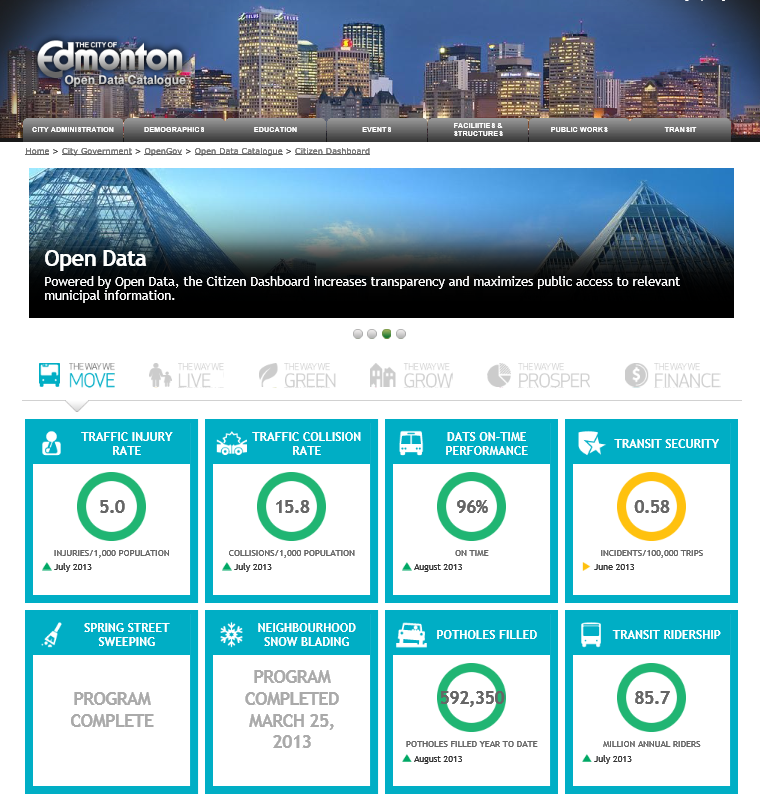 THE CITY OF
Edmonton
Open Data Catalogue
CITY ADMINISTRATION
DEMOGRAPHICS
EDUCATION
EVENTS
FACILITIES &
STRUCTURES
PUBLIC WORKS
TRANSIT
Home > City Government > OpenGov > Open Data Catalogue > Citizen Dashboard
Open Data
Powered by Open Data, the Citizen Dashboard increases transparency and maximizes public access to relevant
municipal information.
THE WAY WE
MOVE
THE WAY WE
LIVE
THE WAY WE
GREEN
THE WAY WE
GROW
THE WAY WE
PROSPER
THE WAY WE
FINANCE
TRAFFIC INJURY
RATE
5.0
INJURIES/1,000 POPULATION
July 2013
TRAFFIC COLLISION
RATE
15.8
COLLISIONS/1,000 POPULATION
July 2013
DATS ON-TIME
PERFORMANCE
96%
ON TIME
August 2013
TRANSIT SECURITY
0.58
INCIDENTS/100,000 TRIPS
June 2013
SPRING STREET
SWEEPING
PROGRAM
COMPLETE
NEIGHBOURHOOD
SNOW BLADING
PROGRAM
COMPLETED
MARCH 25,
2013
POTHOLES FILLED
592,350
POTHOLES FILLED YEAR TO DATE
August 2013
TRANSIT RIDERSHIP
85.7
MILLION ANNUAL RIDERS
July 2013